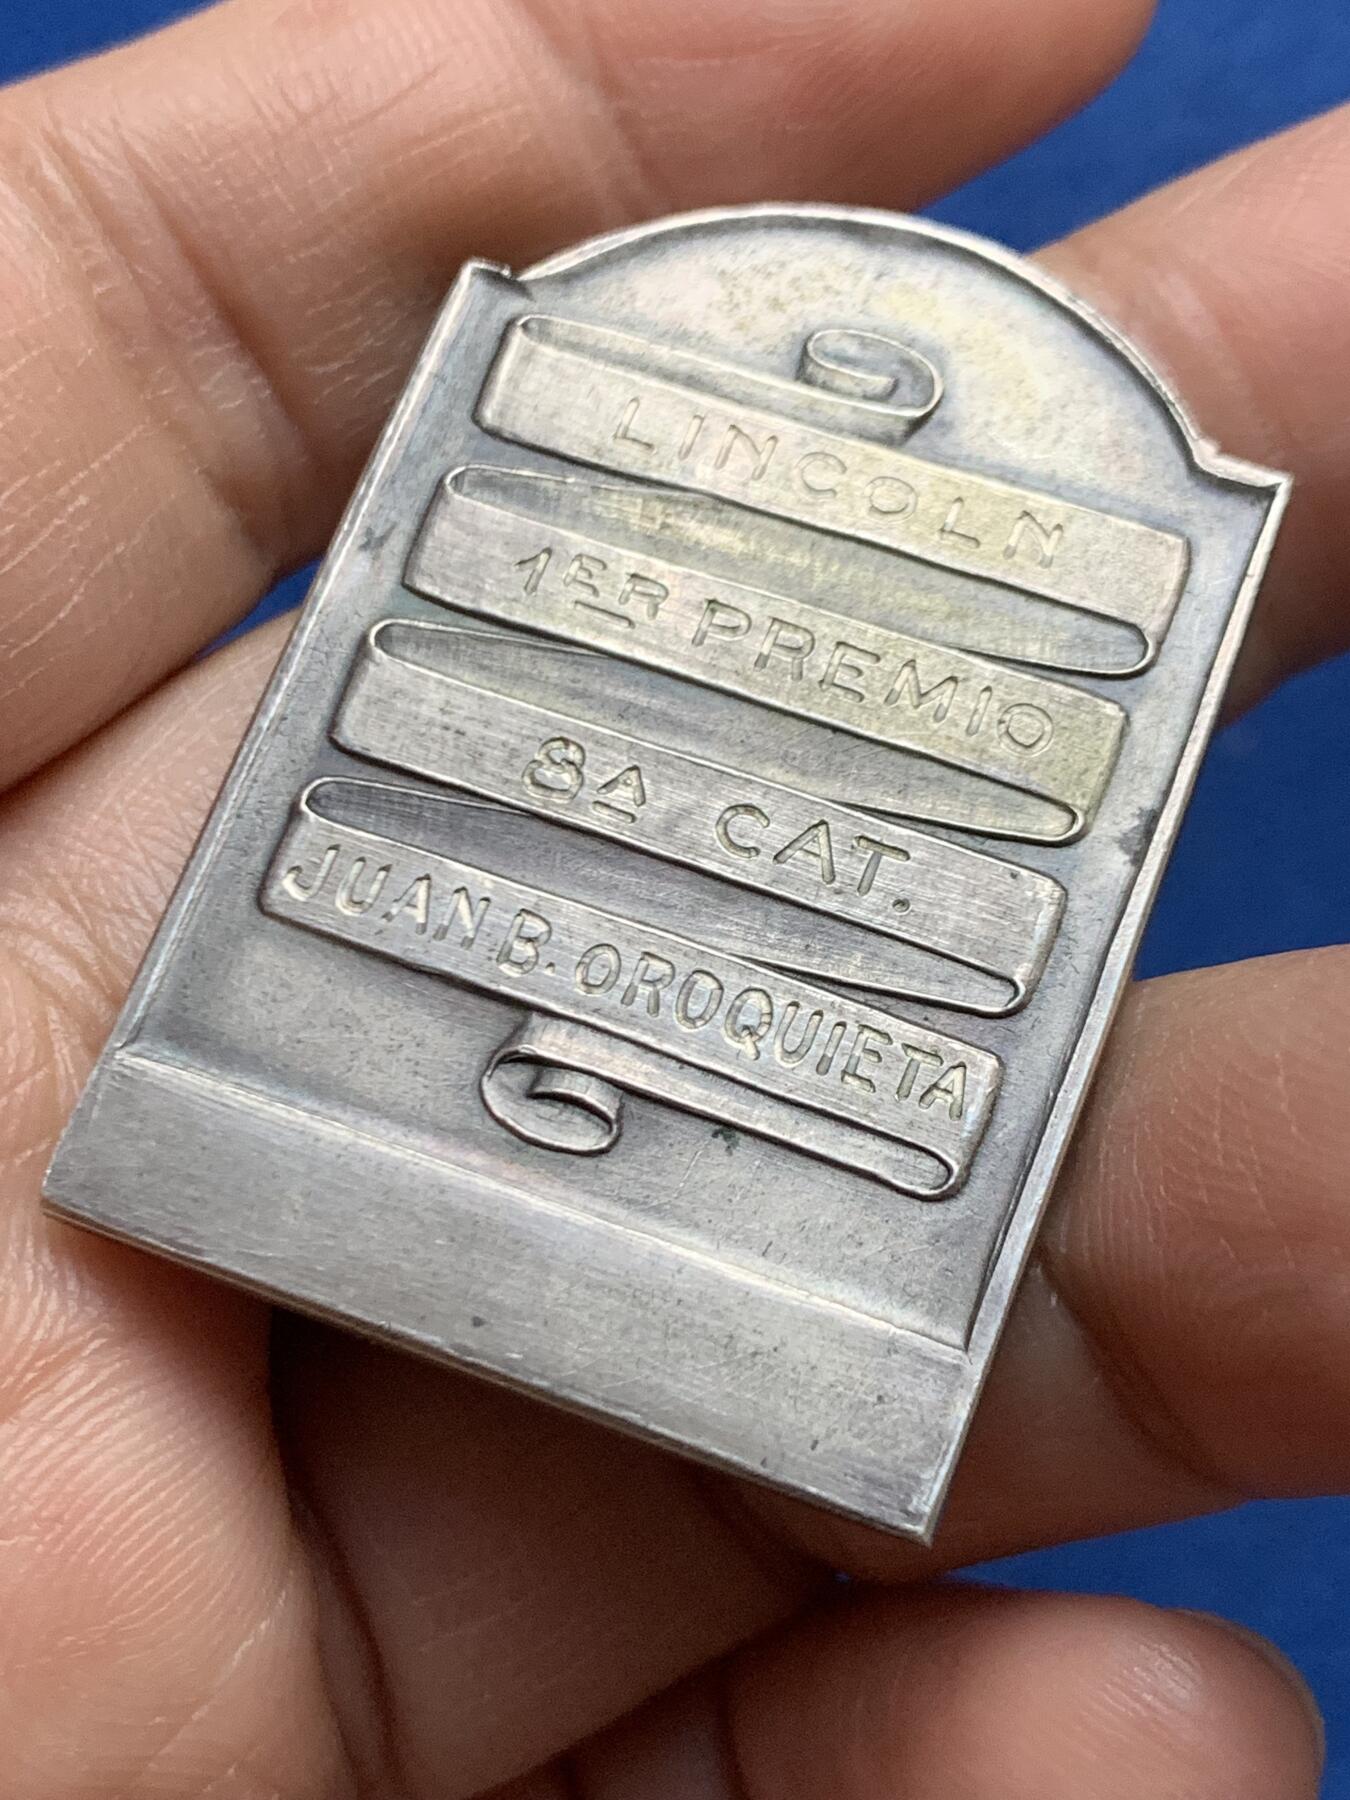 LINCOLN
1ER PREMIO
8A CAT.
JUAN B. OROQUIETA